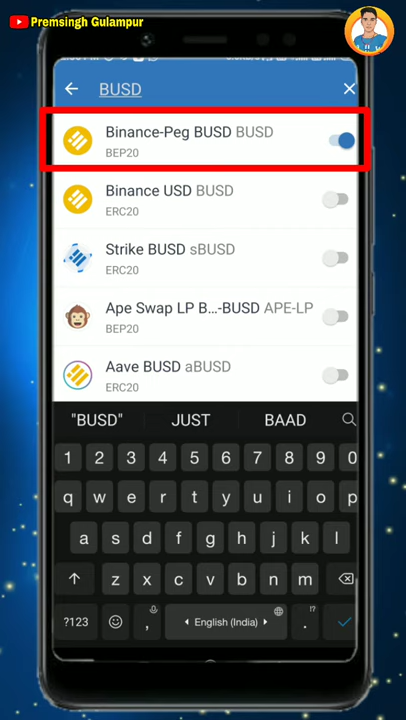 Premsingh Gulampur
BUSD
Binance-Peg BUSD BUSD
BEP20
Binance USD BUSD
ERC20
Strike BUSD sBUSD
ERC20
Ape Swap LP B...-BUSD APE-LP
BEP20
Aave BUSD aBUSD
ERC20
"BUSD" JUST BAAD
1 2 3 4 5 6 7 8 9 0
q w e r t y u i o p
a s d f g h j k l
z x c v b n m
?123 , English (India) . !?